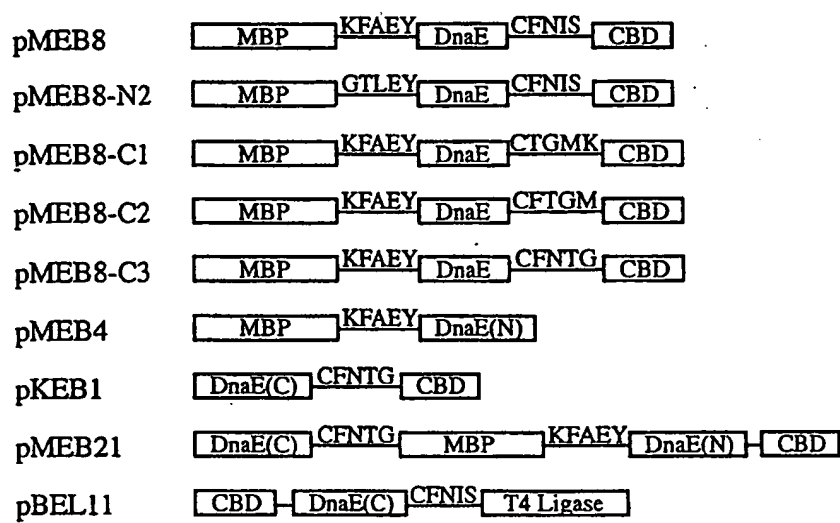 pMEB8 MBP KFAEY DnaE CFNIS CBD
pMEB8-N2 MBP GTLEY DnaE CFNIS CBD
pMEB8-C1 MBP KFAEY DnaE CTGMK CBD
pMEB8-C2 MBP KFAEY DnaE CFTGM CBD
pMEB8-C3 MBP KFAEY DnaE CFNTG CBD
pMEB4 MBP KFAEY DnaE(N)
pKEB1 DnaE(C) CFNTG CBD
pMEB21 DnaE(C) CFNTG MBP KFAEY DnaE(N) CBD
pBEL11 CBD DnaE(C) CFNIS T4 Ligase